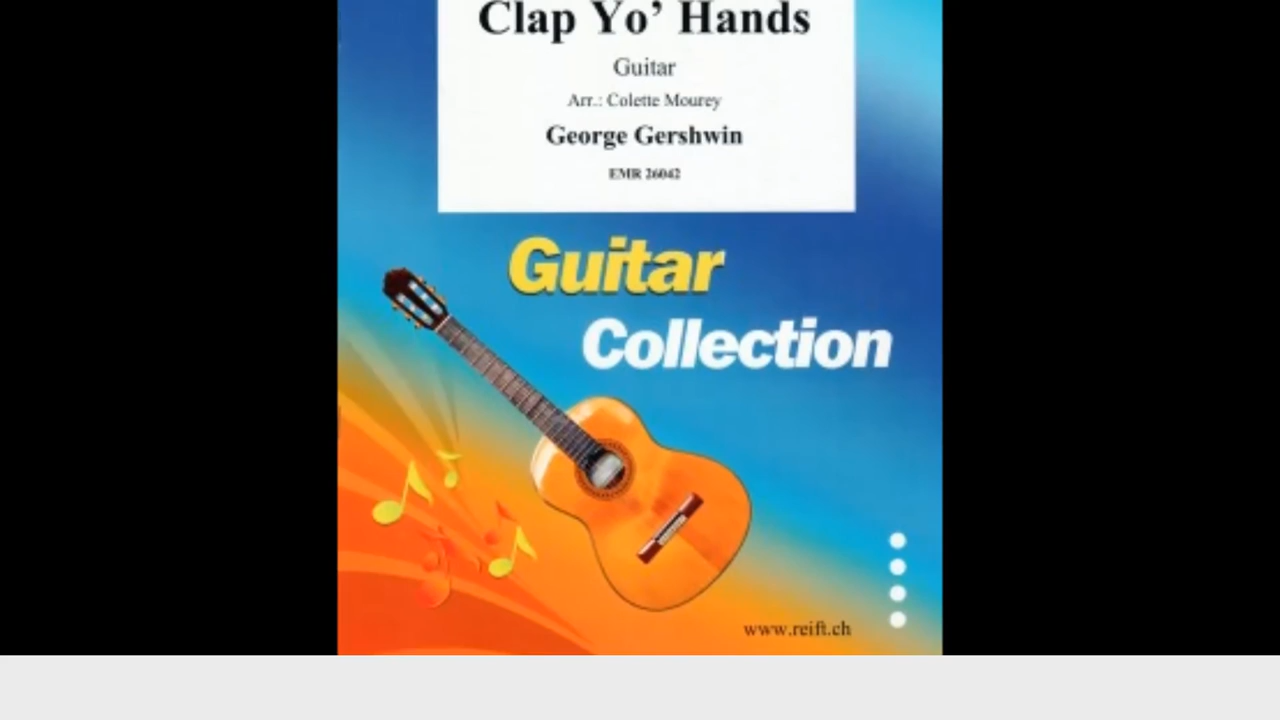 Clap Yo’ Hands
Guitar
Arr.: Colette Mourey
George Gershwin
EMR 26042
Guitar
Collection
www.reift.ch